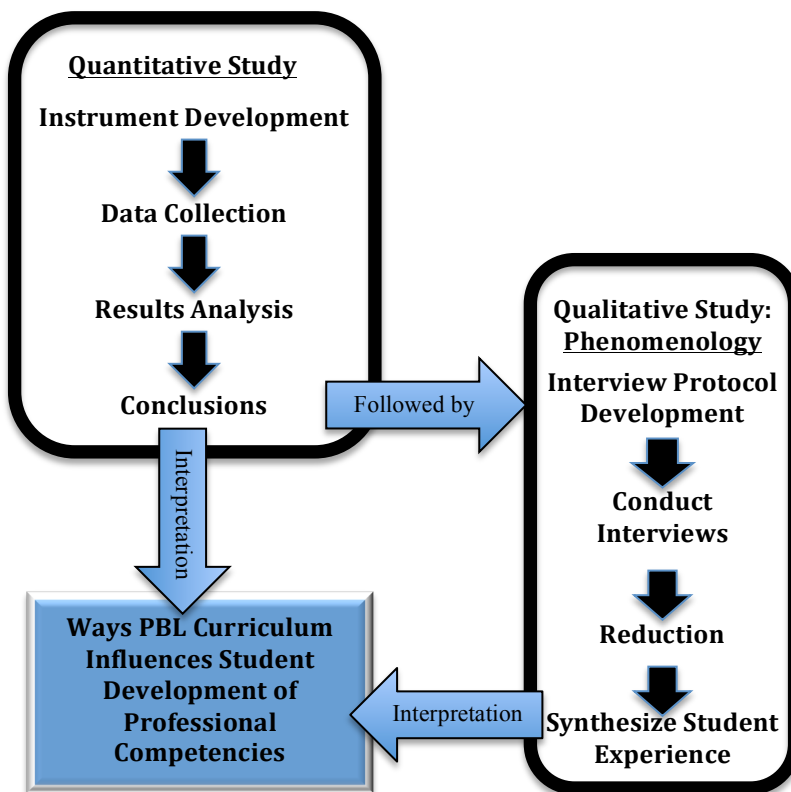 Quantitative Study
Instrument Development
Data Collection
Results Analysis
Conclusions
Followed by
Interpretation
Qualitative Study:
Phenomenology
Interview Protocol
Development
Conduct
Interviews
Reduction
Synthesize Student
Experience
Interpretation
Ways PBL Curriculum
Influences Student
Development of
Professional
Competencies